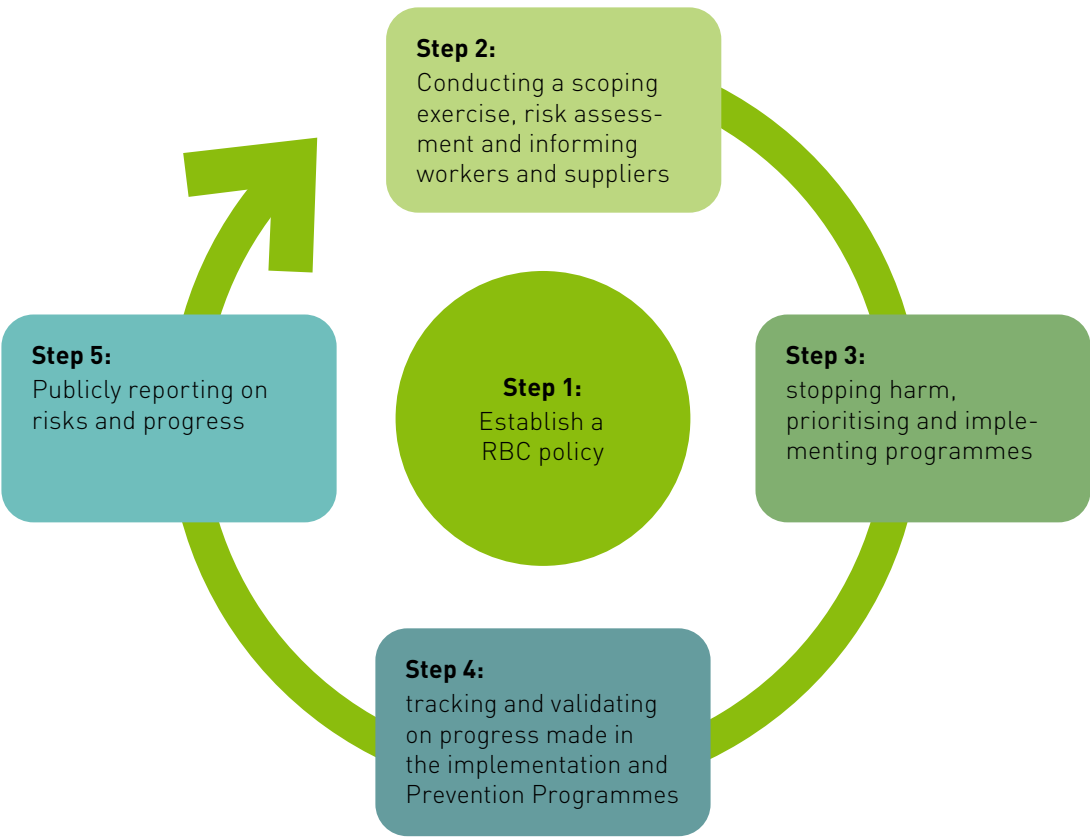 Step 1:
Establish a
RBC policy
Step 2:
Conducting a scoping
exercise, risk assess-
ment and informing
workers and suppliers
Step 3:
stopping harm,
prioritising and imple-
menting programmes
Step 4:
tracking and validating
on progress made in
the implementation and
Prevention Programmes
Step 5:
Publicly reporting on
risks and progress